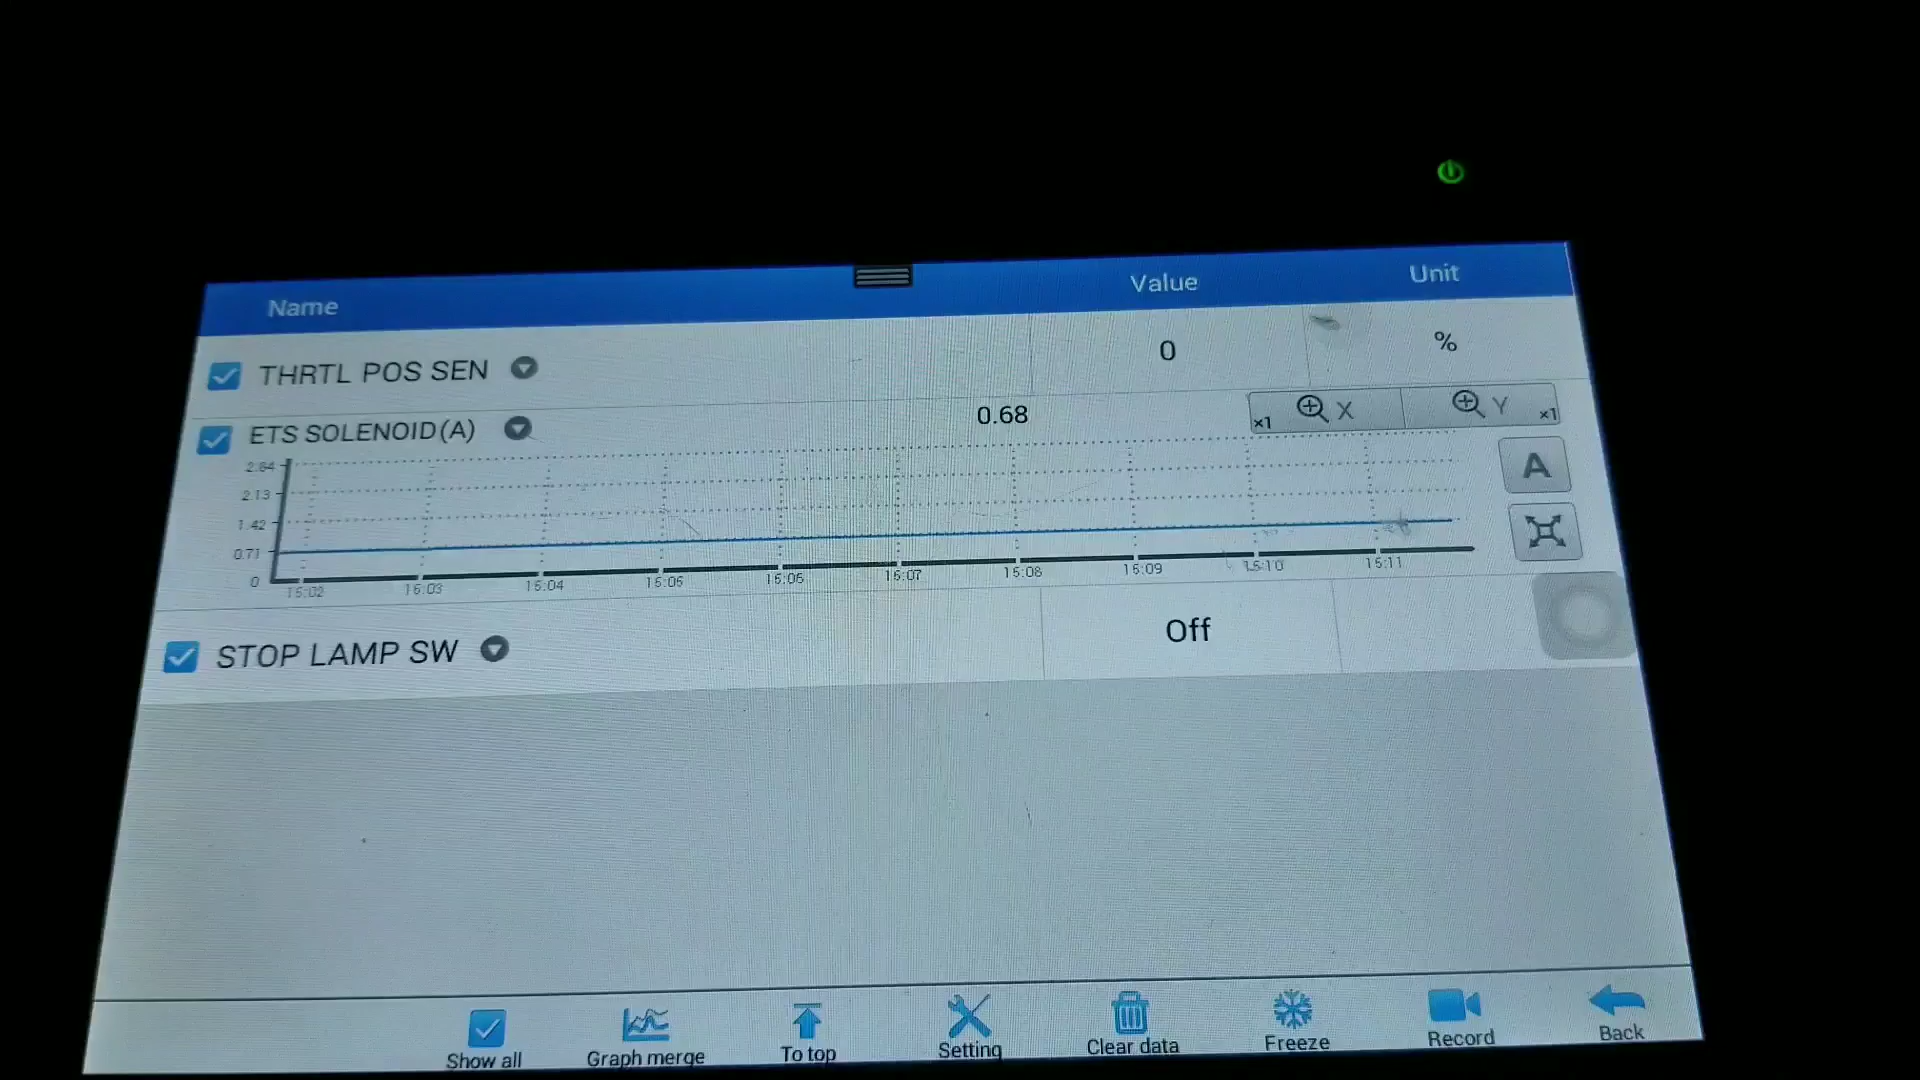 Name Value Unit
THRTL POS SEN 0 %
ETS SOLENOID(A) 0.68 x1 X Y x1
2.84
2.13
1.42
0.71
0
A
15:02 15:03 15:04 15:05 15:06 15:07 15:08 15:09 15:10 15:11
STOP LAMP SW Off
Show all Graph merge To top Setting Clear data Freeze Record Back